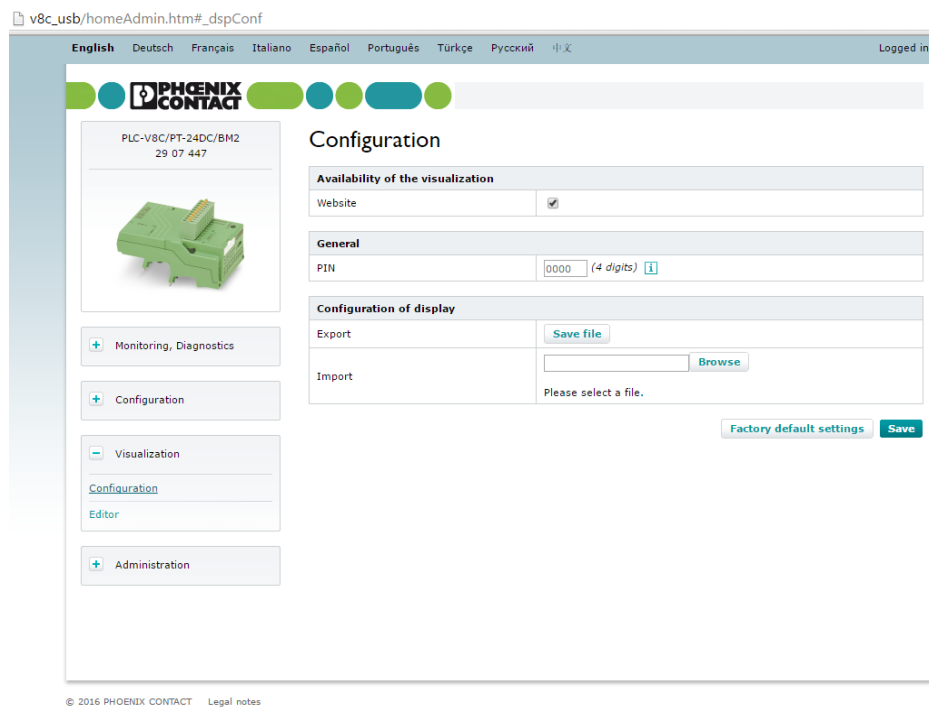 v8c_usb/homeAdmin.htm#_dspConf
English Deutsch Français Italiano Español Português Türkçe Русский 中文 Logged in
PHŒNIX
CONTACT
PLC-V8C/PT-24DC/BM2
29 07 447
Configuration
Availability of the visualization
Website
General
PIN 0000 (4 digits) i
Configuration of display
Export Save file
Import Browse
Please select a file.
Factory default settings Save
+ Monitoring, Diagnostics
+ Configuration
− Visualization
Configuration
Editor
+ Administration
© 2016 PHOENIX CONTACT Legal notes